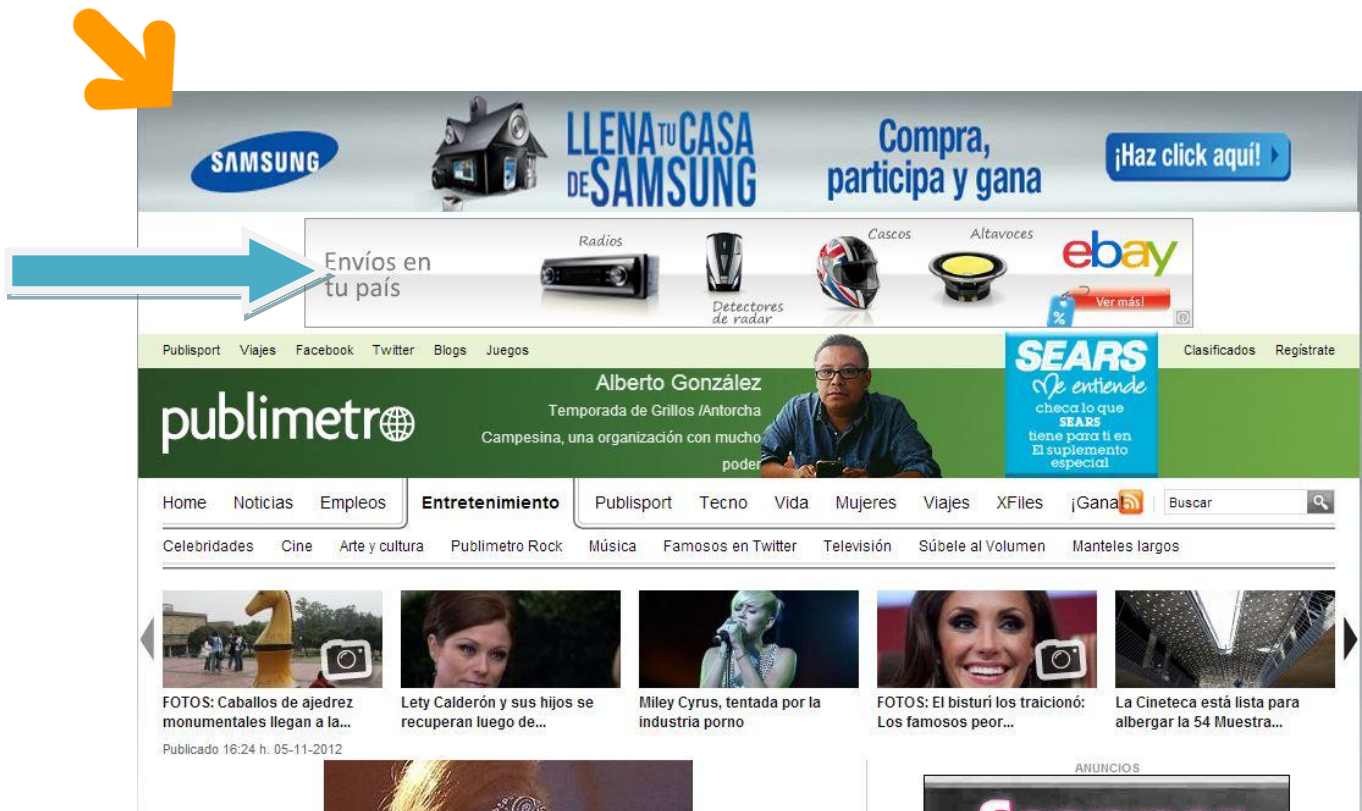 SAMSUNG
LLENA TU CASA
DE SAMSUNG
Compra,
participa y gana
¡Haz click aquí!
Envíos en
tu país
Radios
Detectores
de radar
Cascos
Altavoces
ebay
Ver más!
%
Publisport Viajes Facebook Twitter Blogs Juegos
Clasificados Regístrate
publimetro
Alberto González
Temporada de Grillos /Antorcha
Campesina, una organización con mucho
poder
SEARS
Me entiende
checa lo que
SEARS
tiene para ti en
El suplemento
especial
Home Noticias Empleos Entretenimiento Publisport Tecno Vida Mujeres Viajes XFiles ¡Gana! Buscar
Celebridades Cine Arte y cultura Publimetro Rock Música Famosos en Twitter Televisión Súbele al Volumen Manteles largos
FOTOS: Caballos de ajedrez
monumentales llegan a la...
Lety Calderón y sus hijos se
recuperan luego de...
Miley Cyrus, tentada por la
industria porno
FOTOS: El bisturí los traicionó:
Los famosos peor...
La Cineteca está lista para
albergar la 54 Muestra...
Publicado 16:24 h. 05-11-2012
ANUNCIOS